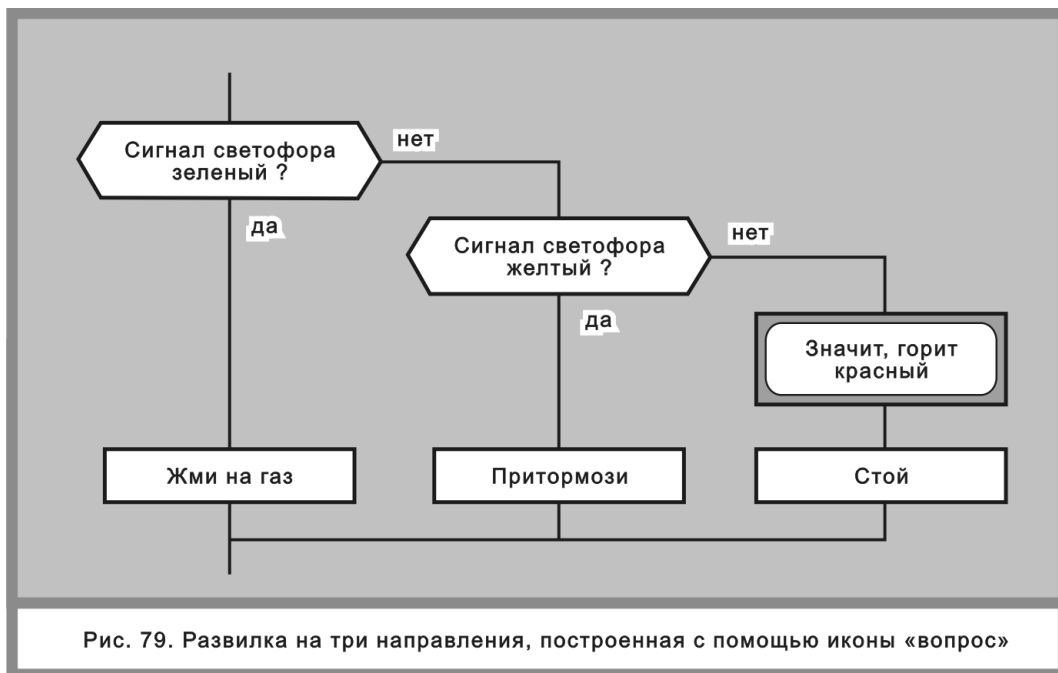 Сигнал светофора
зеленый ?
нет
да
Сигнал светофора
желтый ?
нет
да
Значит, горит
красный
Жми на газ
Притормози
Стой
Рис. 79. Развилка на три направления, построенная с помощью иконы «вопрос»